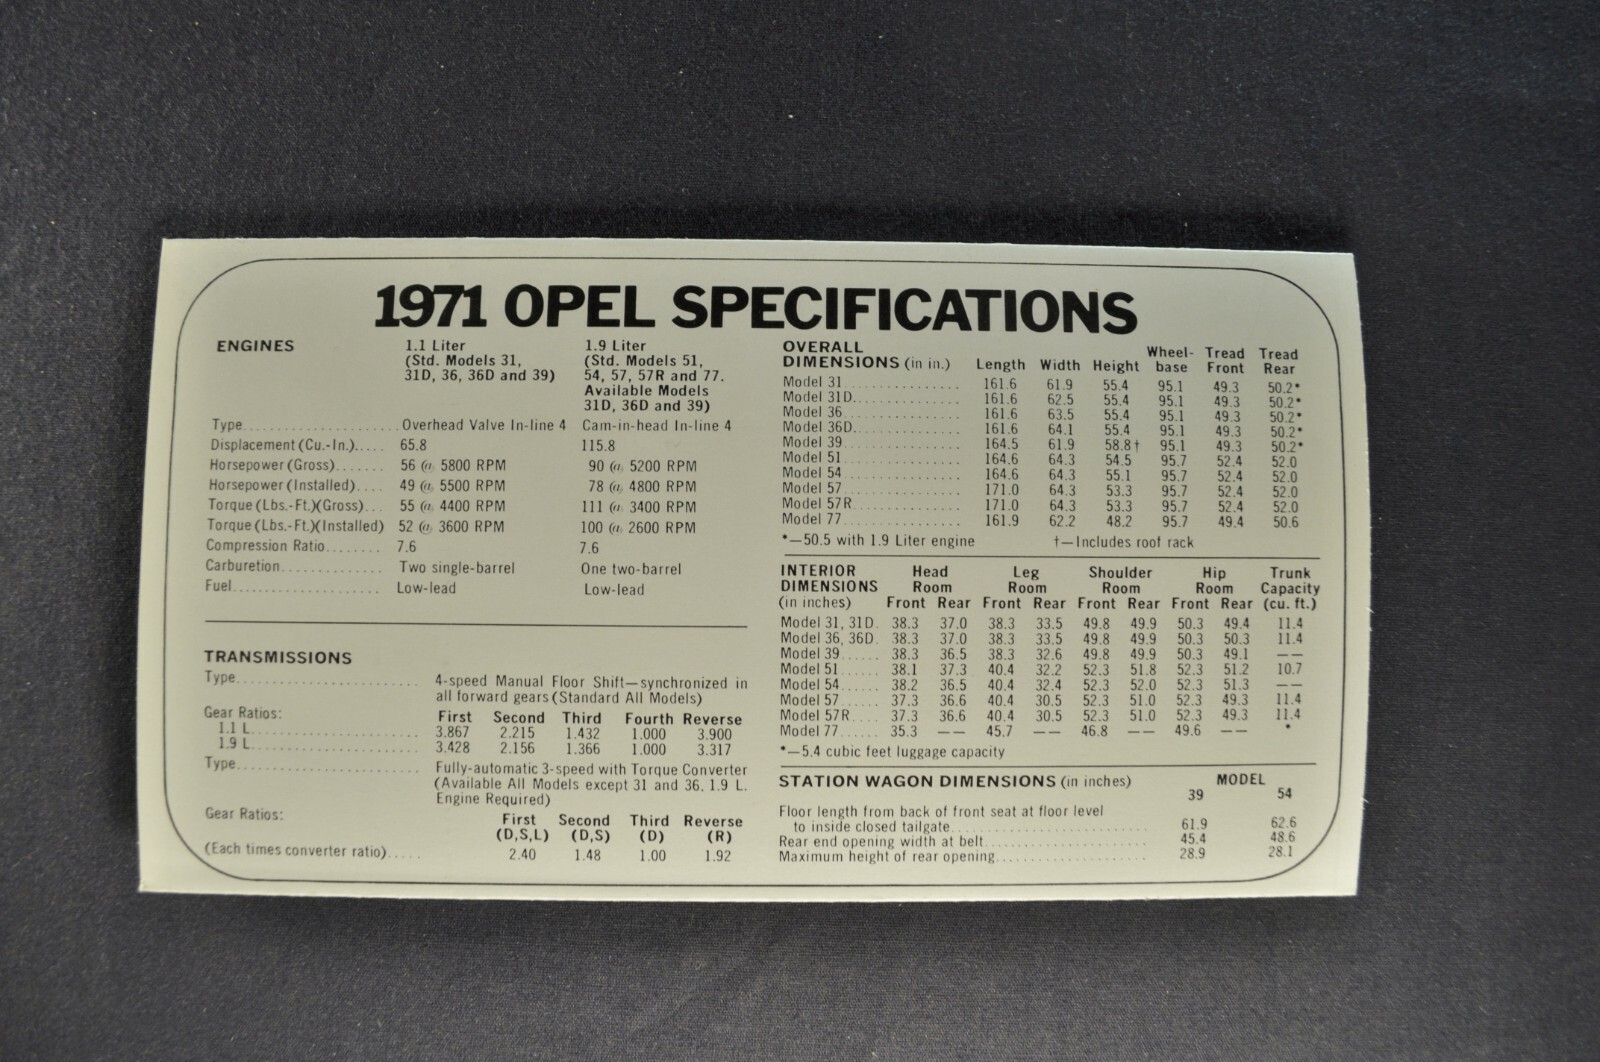 1971 OPEL SPECIFICATIONS
ENGINES
1.1 Liter (Std. Models 31, 31D, 36, 36D and 39)
1.9 Liter (Std. Models 51, 54, 57, 57R and 77. Available Models 31D, 36D and 39)
Type Overhead Valve In-line 4 Cam-in-head In-line 4
Displacement (Cu.-In.) 65.8 115.8
Horsepower (Gross) 56 @ 5800 RPM 90 @ 5200 RPM
Horsepower (Installed) 49 @ 5500 RPM 78 @ 4800 RPM
Torque (Lbs.-Ft.)(Gross) 55 @ 4400 RPM 111 @ 3400 RPM
Torque (Lbs.-Ft.)(Installed) 52 @ 3600 RPM 100 @ 2600 RPM
Compression Ratio 7.6 7.6
Carburetion Two single-barrel One two-barrel
Fuel Low-lead Low-lead
TRANSMISSIONS
Type 4-speed Manual Floor Shift—synchronized in
all forward gears (Standard All Models)
Gear Ratios: First Second Third Fourth Reverse
1.1 L 3.867 2.215 1.432 1.000 3.900
1.9 L 3.428 2.156 1.366 1.000 3.317
Type Fully-automatic 3-speed with Torque Converter
(Available All Models except 31 and 36. 1.9 L.
Engine Required)
Gear Ratios: First Second Third Reverse
(D,S,L) (D,S) (D) (R)
(Each times converter ratio) 2.40 1.48 1.00 1.92
OVERALL
DIMENSIONS (in in.) Length Width Height Wheel-base Tread Front Tread Rear
Model 31 161.6 61.9 55.4 95.1 49.3 50.2*
Model 31D 161.6 62.5 55.4 95.1 49.3 50.2*
Model 36 161.6 63.5 55.4 95.1 49.3 50.2*
Model 36D 161.6 64.1 55.4 95.1 49.3 50.2*
Model 39 164.5 61.9 58.8† 95.1 49.3 50.2*
Model 51 164.6 64.3 54.5 95.7 52.4 52.0
Model 54 164.6 64.3 55.1 95.7 52.4 52.0
Model 57 171.0 64.3 53.3 95.7 52.4 52.0
Model 57R 171.0 64.3 53.3 95.7 52.4 52.0
Model 77 161.9 62.2 48.2 95.7 49.4 50.6
*—50.5 with 1.9 Liter engine †—Includes roof rack
INTERIOR Head Leg Shoulder Hip Trunk
DIMENSIONS Room Room Room Room Capacity
(in inches) Front Rear Front Rear Front Rear Front Rear (cu. ft.)
Model 31, 31D 38.3 37.0 38.3 33.5 49.8 49.9 50.3 49.4 11.4
Model 36, 36D 38.3 37.0 38.3 33.5 49.8 49.9 50.3 50.3 11.4
Model 39 38.3 36.5 38.3 32.6 49.8 49.9 50.3 49.1 ——
Model 51 38.1 37.3 40.4 32.2 52.3 51.8 52.3 51.2 10.7
Model 54 38.2 36.5 40.4 32.4 52.3 52.0 52.3 51.3 ——
Model 57 37.3 36.6 40.4 30.5 52.3 51.0 52.3 49.3 11.4
Model 57R 37.3 36.6 40.4 30.5 52.3 51.0 52.3 49.3 11.4
Model 77 35.3 —— 45.7 —— 46.8 —— 49.6 —— *
*—5.4 cubic feet luggage capacity
STATION WAGON DIMENSIONS (in inches) MODEL
39 54
Floor length from back of front seat at floor level
to inside closed tailgate 61.9 62.6
Rear end opening width at belt 45.4 48.6
Maximum height of rear opening 28.9 28.1